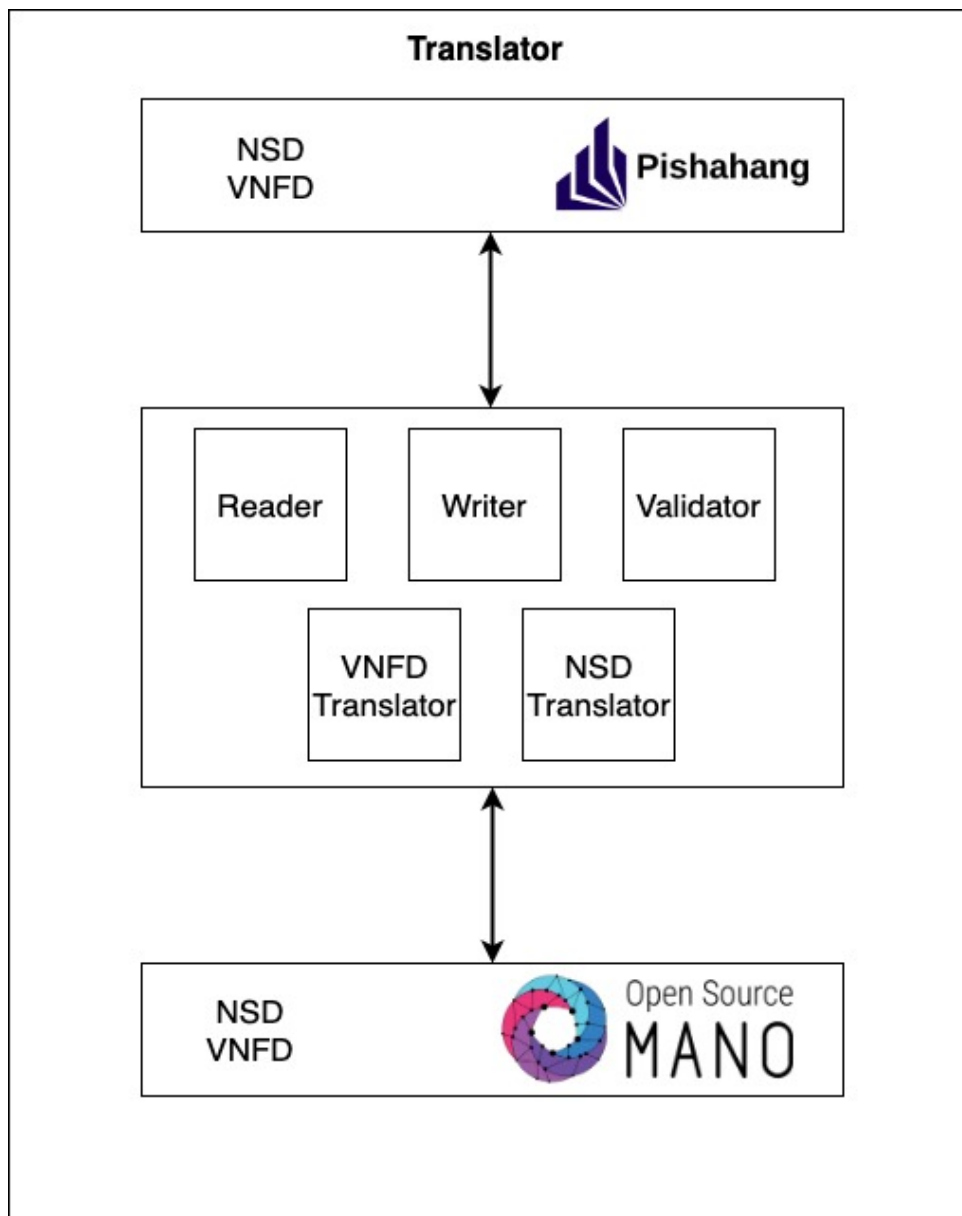 Translator
NSD
VNFD
Pishahang
Reader
Writer
Validator
VNFD
Translator
NSD
Translator
NSD
VNFD
Open Source
MANO